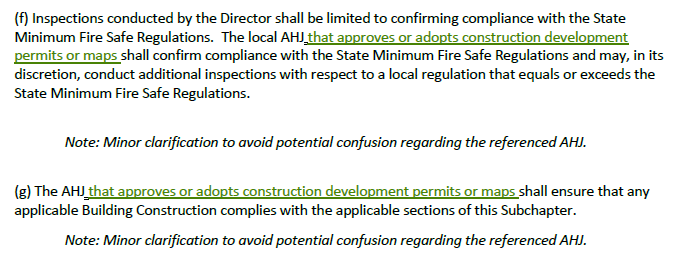 (f) Inspections conducted by the Director shall be limited to confirming compliance with the State
Minimum Fire Safe Regulations.  The local AHJ that approves or adopts construction development
permits or maps shall confirm compliance with the State Minimum Fire Safe Regulations and may, in its
discretion, conduct additional inspections with respect to a local regulation that equals or exceeds the
State Minimum Fire Safe Regulations.
Note: Minor clarification to avoid potential confusion regarding the referenced AHJ.
(g) The AHJ that approves or adopts construction development permits or maps shall ensure that any
applicable Building Construction complies with the applicable sections of this Subchapter.
Note: Minor clarification to avoid potential confusion regarding the referenced AHJ.